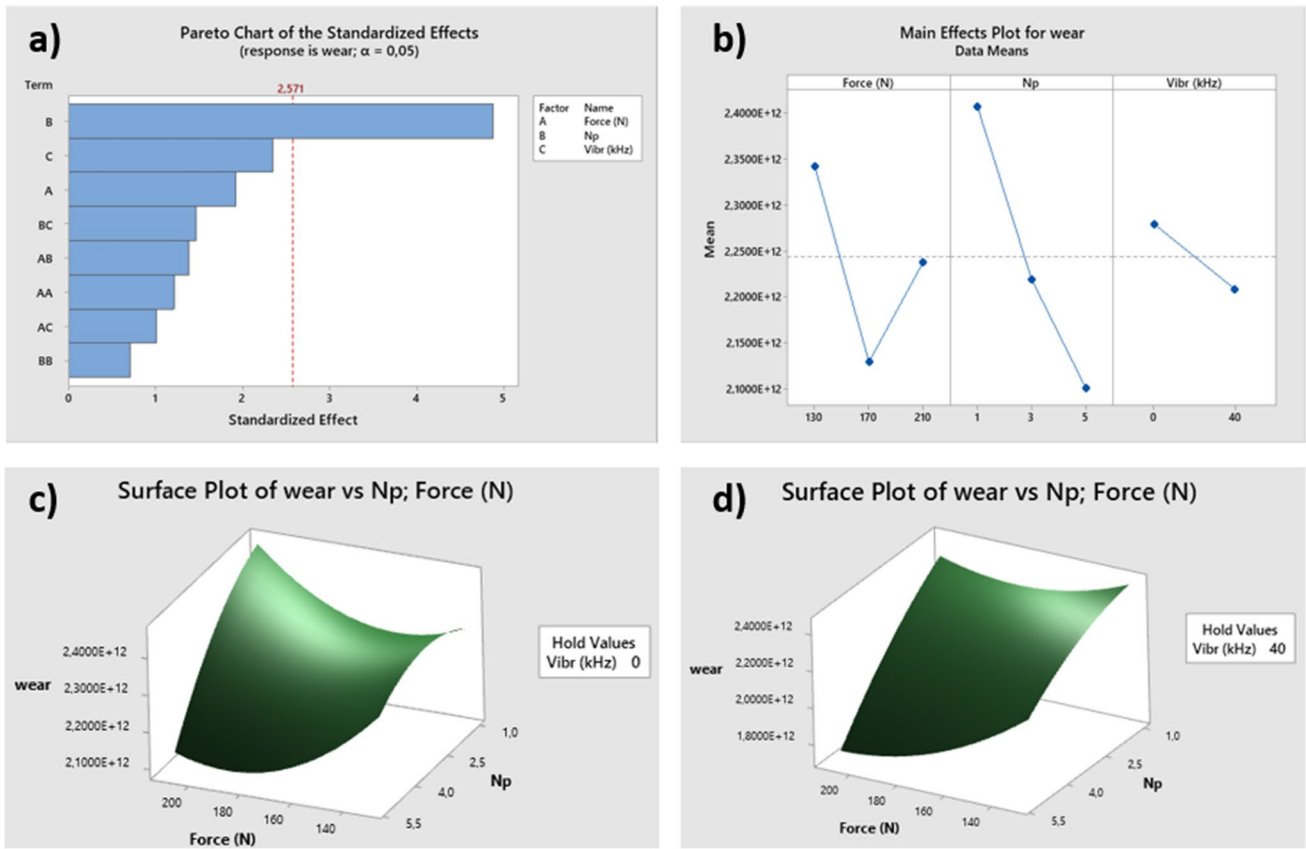 a)
Pareto Chart of the Standardized Effects
(response is wear; α = 0,05)
Term
2,571
B
C
A
BC
AB
AA
AC
BB
0 1 2 3 4 5
Standardized Effect
Factor Name
A Force (N)
B Np
C Vibr (kHz)
b)
Main Effects Plot for wear
Data Means
Force (N) Np Vibr (kHz)
2,4000E+12
2,3500E+12
2,3000E+12
2,2500E+12
2,2000E+12
2,1500E+12
2,1000E+12
Mean
130 170 210 1 3 5 0 40
c)
Surface Plot of wear vs Np; Force (N)
2,4000E+12
2,3000E+12
2,2000E+12
2,1000E+12
wear
200
180
160
140
Force (N)
1,0
2,5
4,0
5,5
Np
Hold Values
Vibr (kHz) 0
d)
Surface Plot of wear vs Np; Force (N)
2,4000E+12
2,2000E+12
2,0000E+12
1,8000E+12
wear
200
180
160
140
Force (N)
1,0
2,5
4,0
5,5
Np
Hold Values
Vibr (kHz) 40